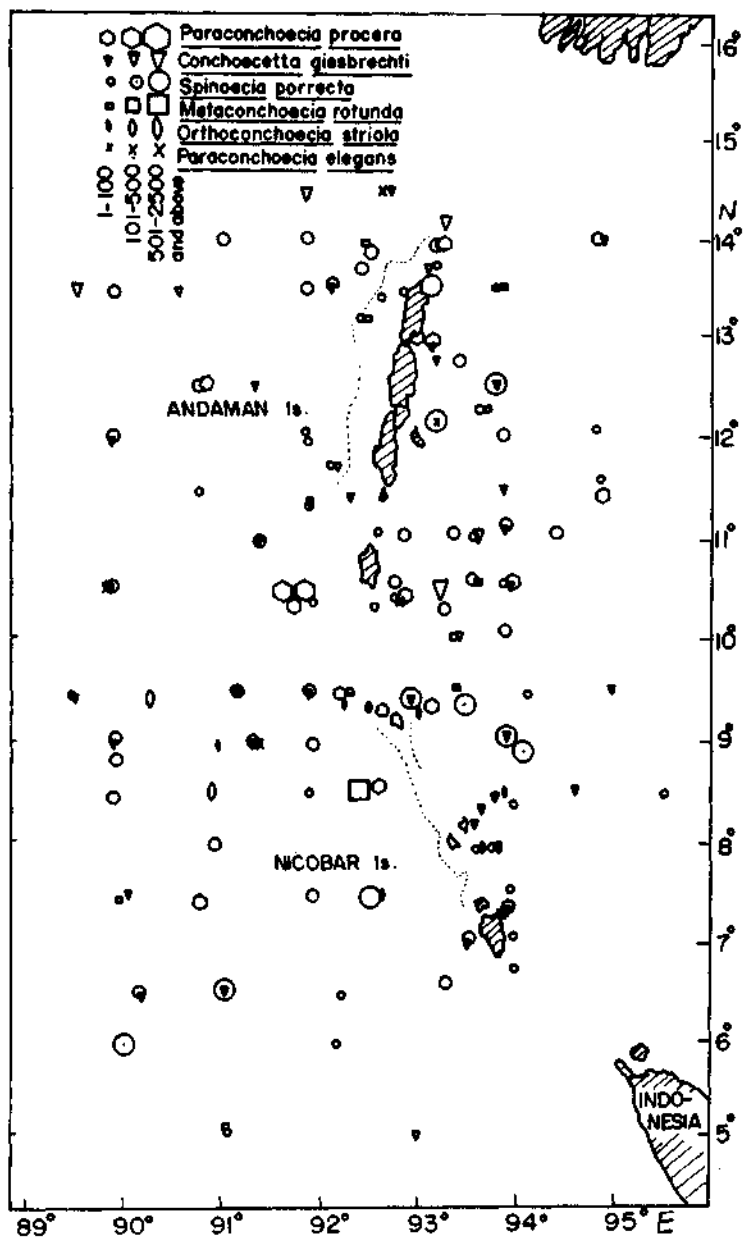 Paraconchoecia procera
Conchoecetta giesbrechti
Spinoecia porrecta
Metaconchoecia rotunda
Orthoconchoecia striola
Paraconchoecia elegans
1-100
101-500
501-2500
and above
16°
15°
N
14°
13°
12°
11°
10°
9°
8°
7°
6°
5°
ANDAMAN Is.
NICOBAR Is.
INDO-
NESIA
89° 90° 91° 92° 93° 94° 95° E